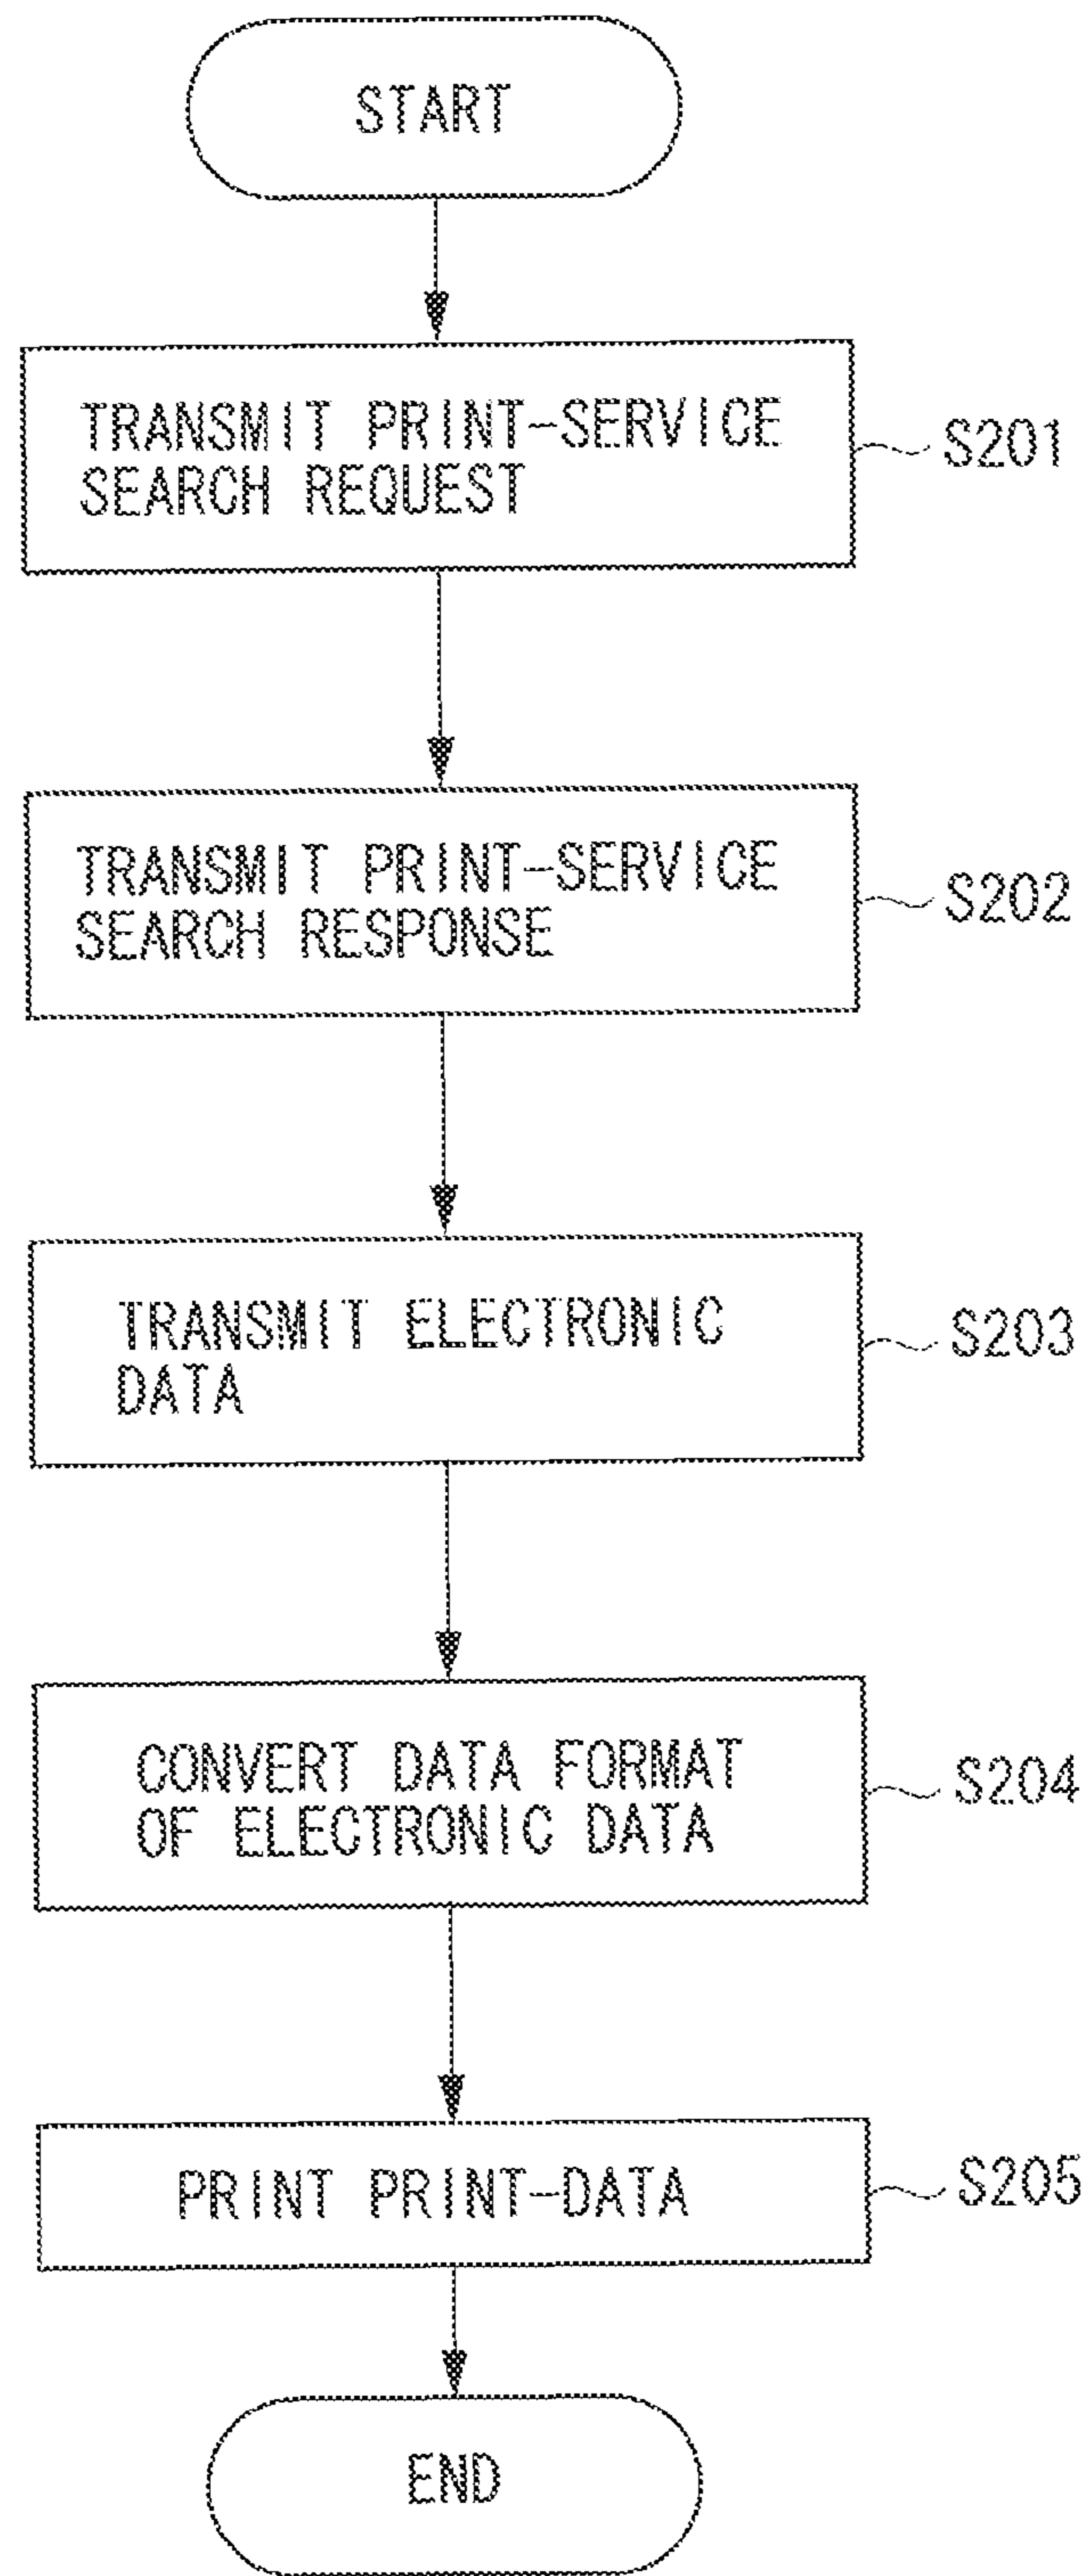 START
TRANSMIT PRINT-SERVICE
SEARCH REQUEST
S201
TRANSMIT PRINT-SERVICE
SEARCH RESPONSE
S202
TRANSMIT ELECTRONIC
DATA
S203
CONVERT DATA FORMAT
OF ELECTRONIC DATA
S204
PRINT PRINT-DATA
S205
END